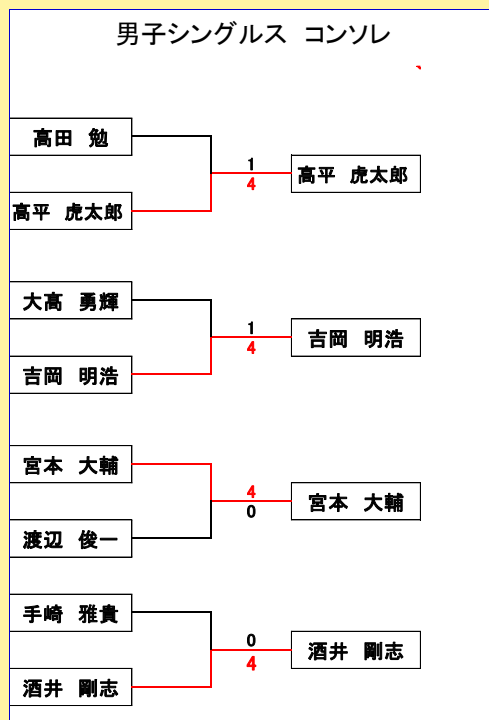 男子シングルス コンソレ
高田 勉
1
4
高平 虎太郎
高平 虎太郎
大高 勇輝
1
4
吉岡 明浩
吉岡 明浩
宮本 大輔
4
0
宮本 大輔
渡辺 俊一
手崎 雅貴
0
4
酒井 剛志
酒井 剛志